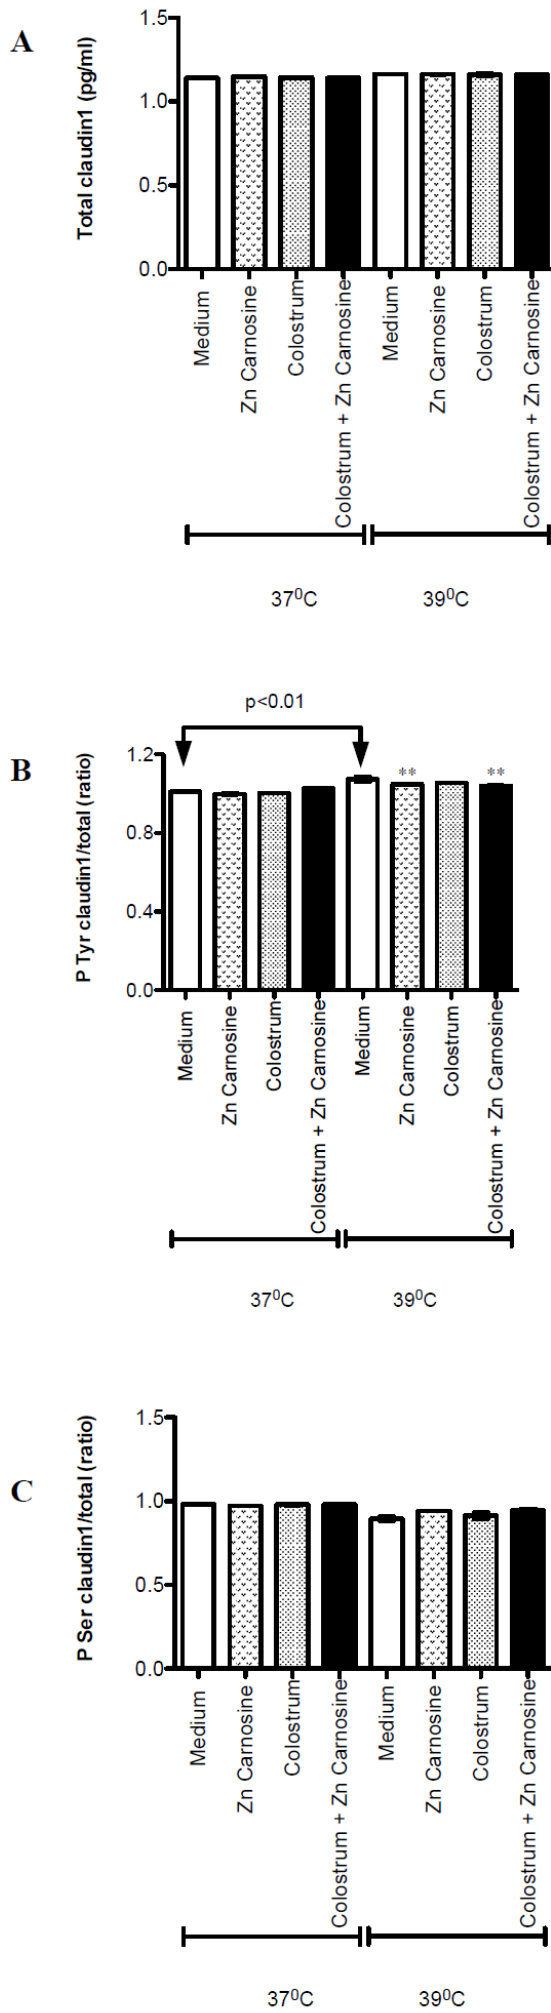 A
Total claudin1 (pg/ml)
1.5
1.0
0.5
0.0
Medium
Zn Carnosine
Colostrum
Colostrum + Zn Carnosine
Medium
Zn Carnosine
Colostrum
Colostrum + Zn Carnosine
37⁰C
39⁰C
p<0.01
B
P Tyr claudin1/total (ratio)
1.2
0.8
0.4
0.0
**
**
Medium
Zn Carnosine
Colostrum
Colostrum + Zn Carnosine
Medium
Zn Carnosine
Colostrum
Colostrum + Zn Carnosine
37⁰C
39⁰C
C
P Ser claudin1/total (ratio)
1.5
1.0
0.5
0.0
Medium
Zn Carnosine
Colostrum
Colostrum + Zn Carnosine
Medium
Zn Carnosine
Colostrum
Colostrum + Zn Carnosine
37⁰C
39⁰C